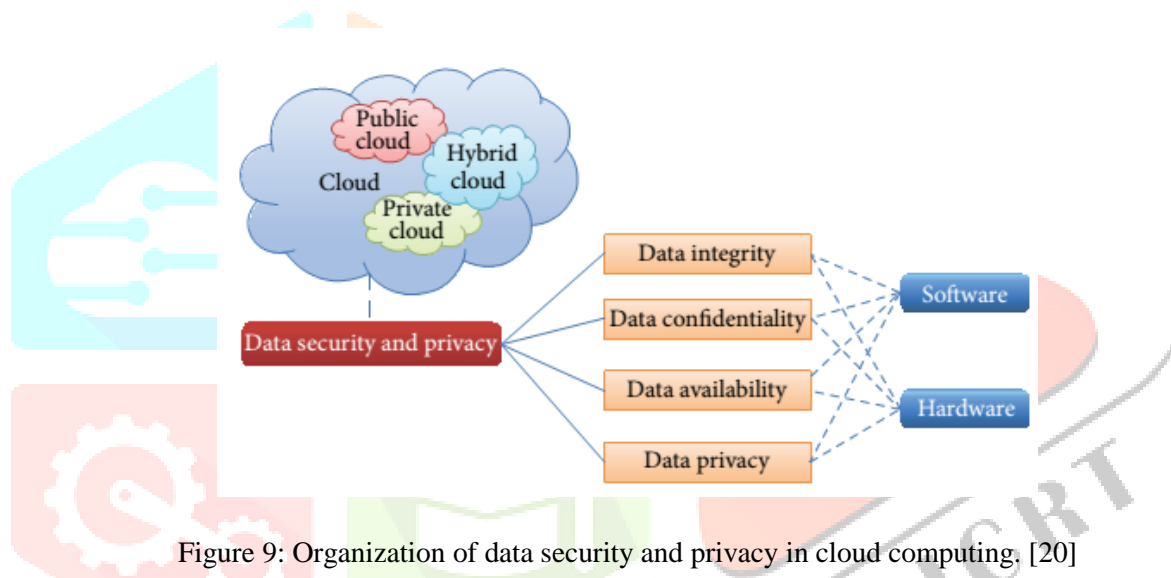 Public
cloud
Hybrid
cloud
Cloud
Private
cloud
Data integrity
Software
Data confidentiality
Data security and privacy
Data availability
Hardware
Data privacy
IJCRT
Figure 9: Organization of data security and privacy in cloud computing. [20]